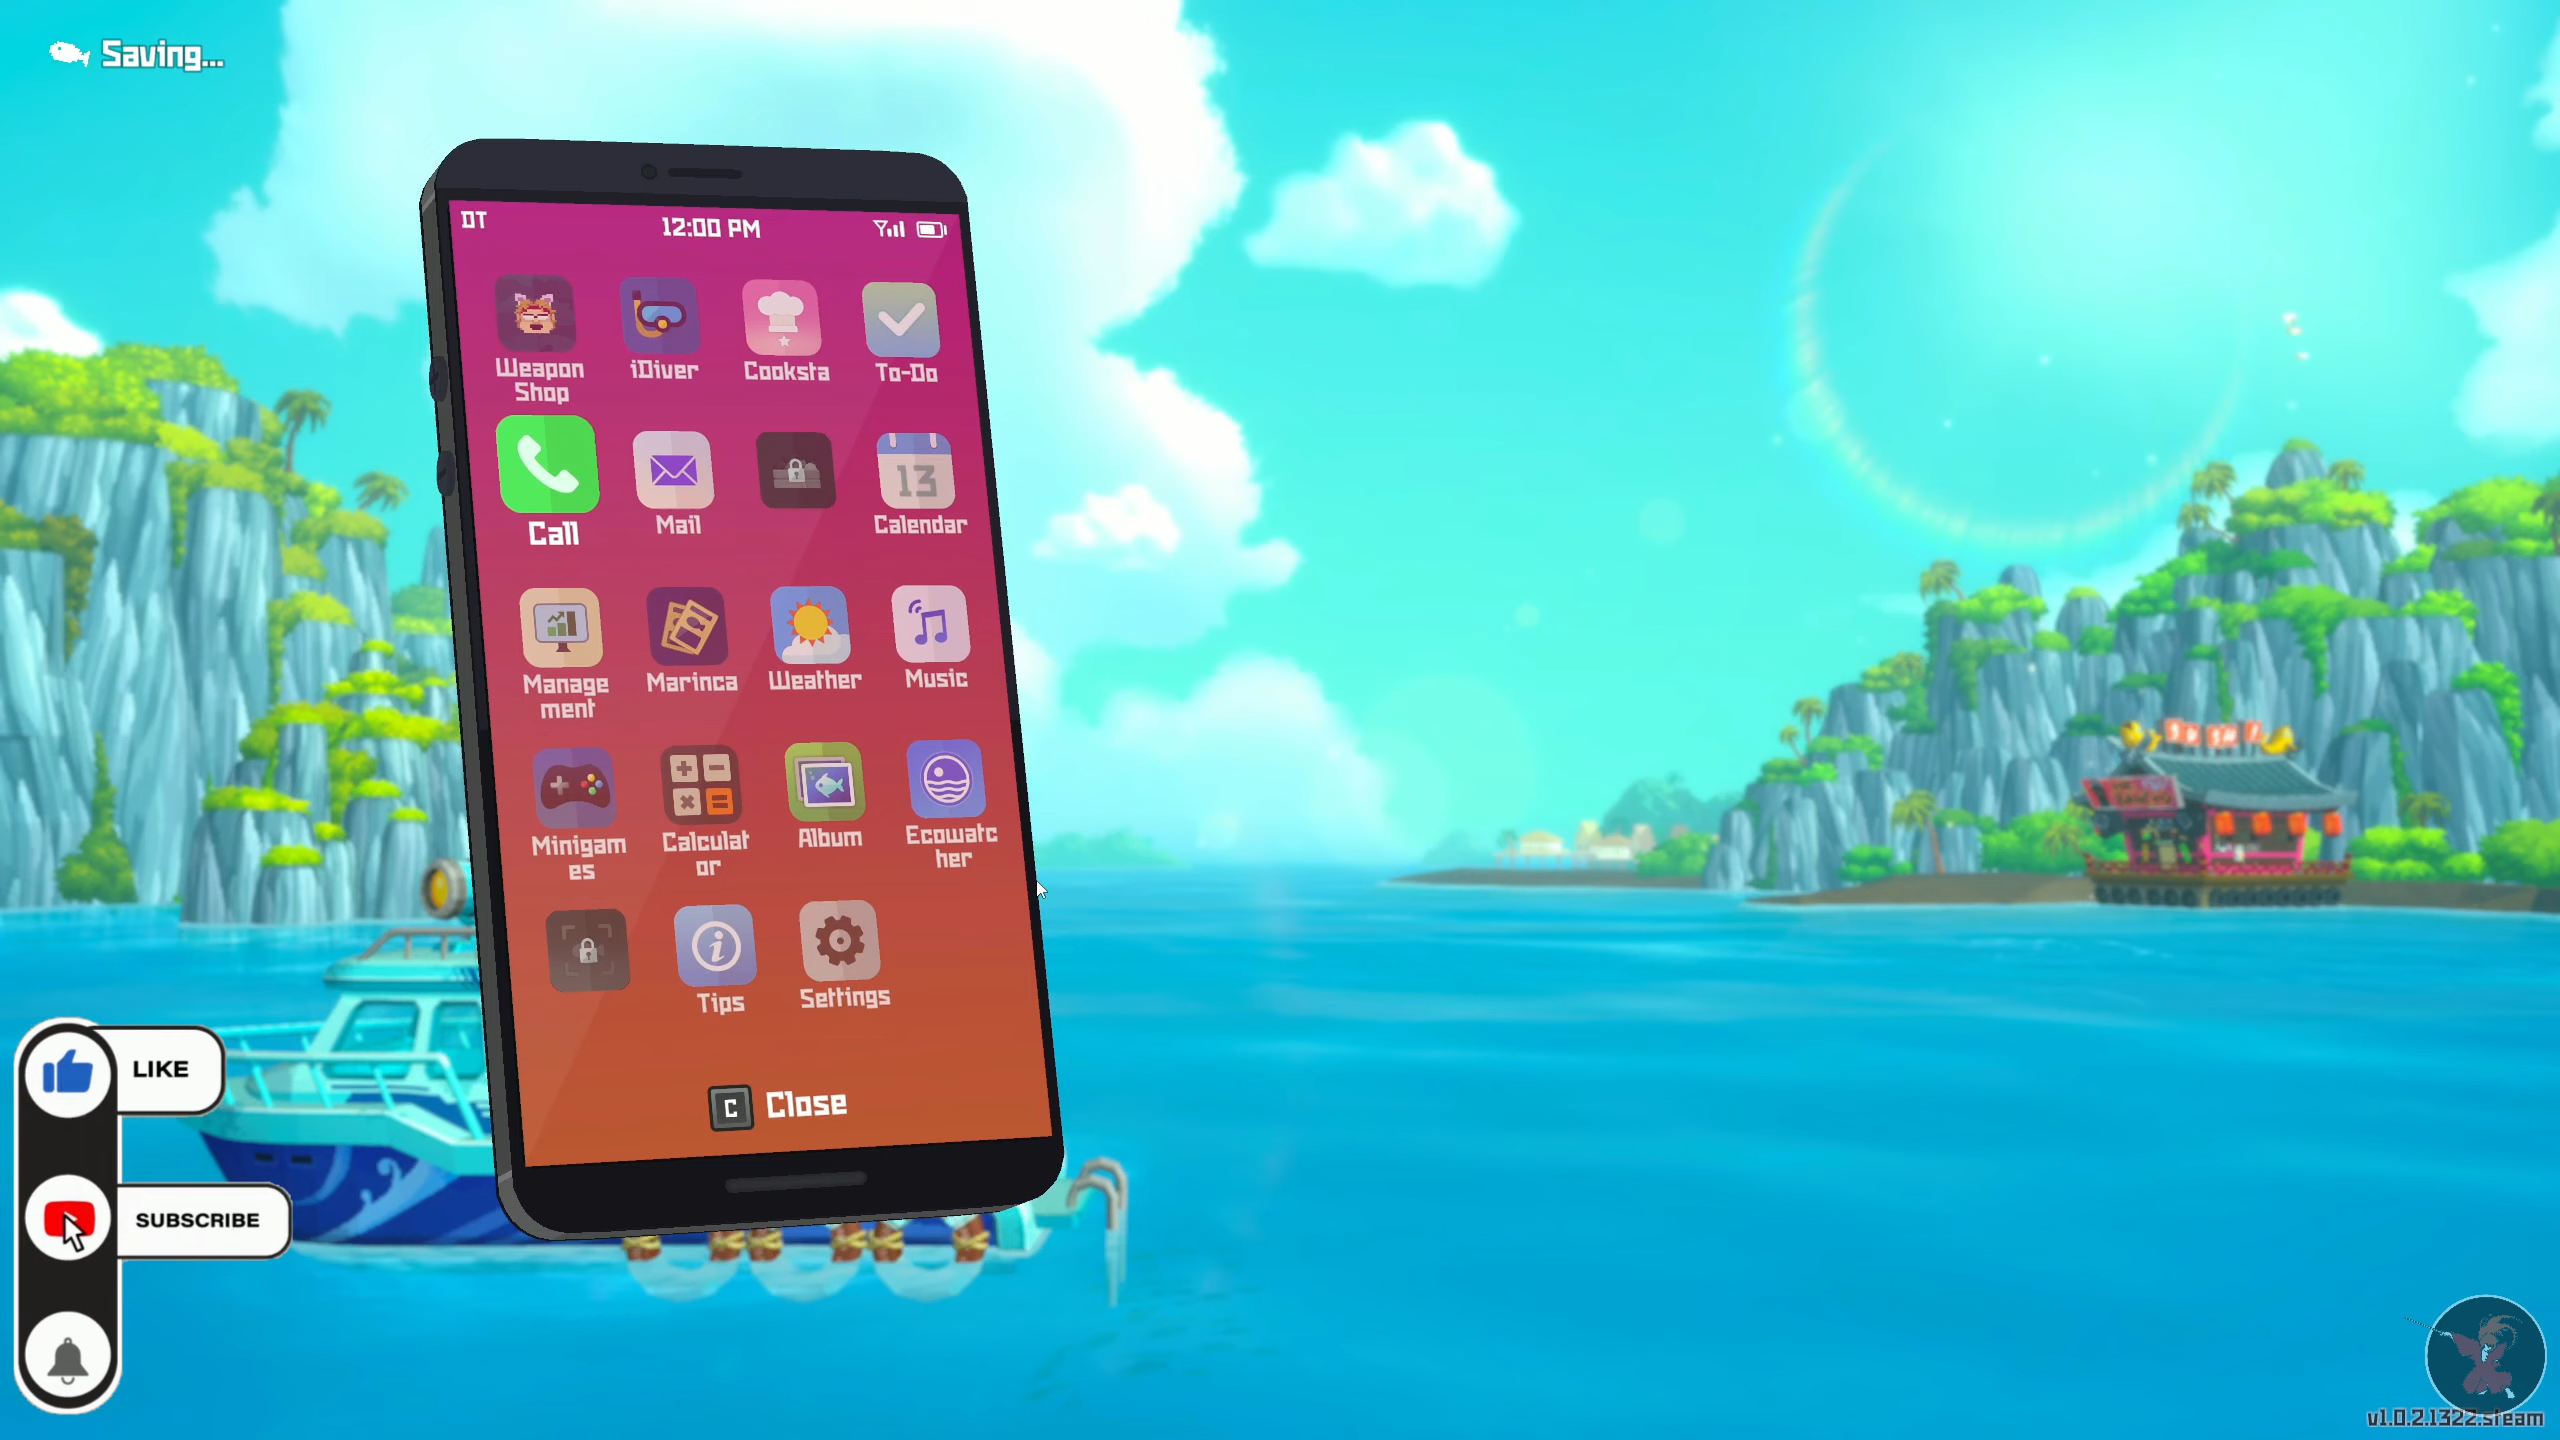 Saving...
DT
12:00 PM
Weapon
Shop
iDiver
Cooksta
To-Do
Call
Mail
13
Calendar
Manage
ment
Marinca
Weather
Music
Minigam
es
Calculat
or
Album
Ecowatc
her
Tips
Settings
C Close
LIKE
SUBSCRIBE
SUSHI
v1.0.2.1322.steam